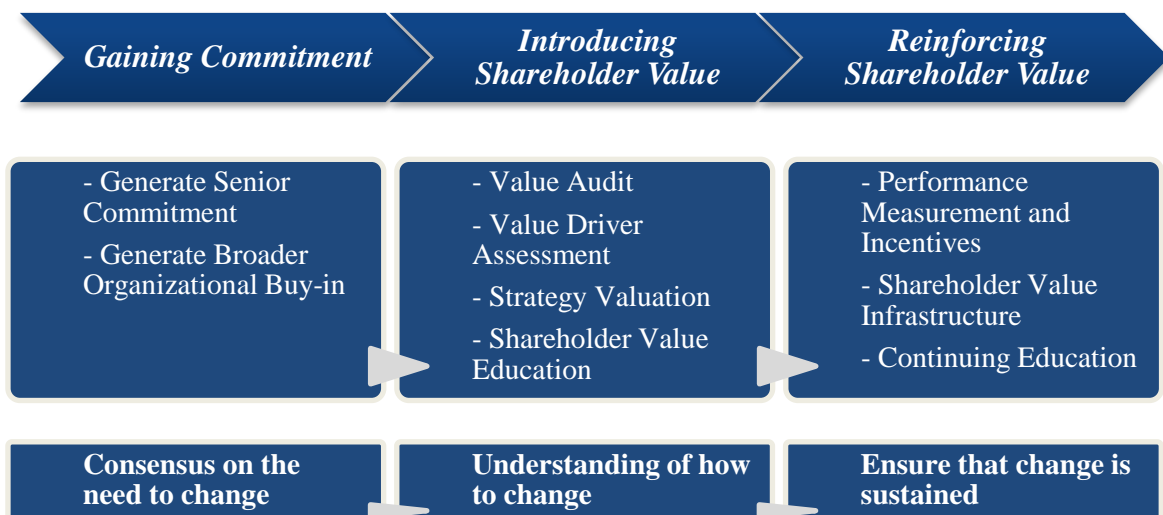 Gaining Commitment
Introducing
Shareholder Value
Reinforcing
Shareholder Value
- Generate Senior
Commitment
- Generate Broader
Organizational Buy-in
- Value Audit
- Value Driver
Assessment
- Strategy Valuation
- Shareholder Value
Education
- Performance
Measurement and
Incentives
- Shareholder Value
Infrastructure
- Continuing Education
Consensus on the
need to change
Understanding of how
to change
Ensure that change is
sustained